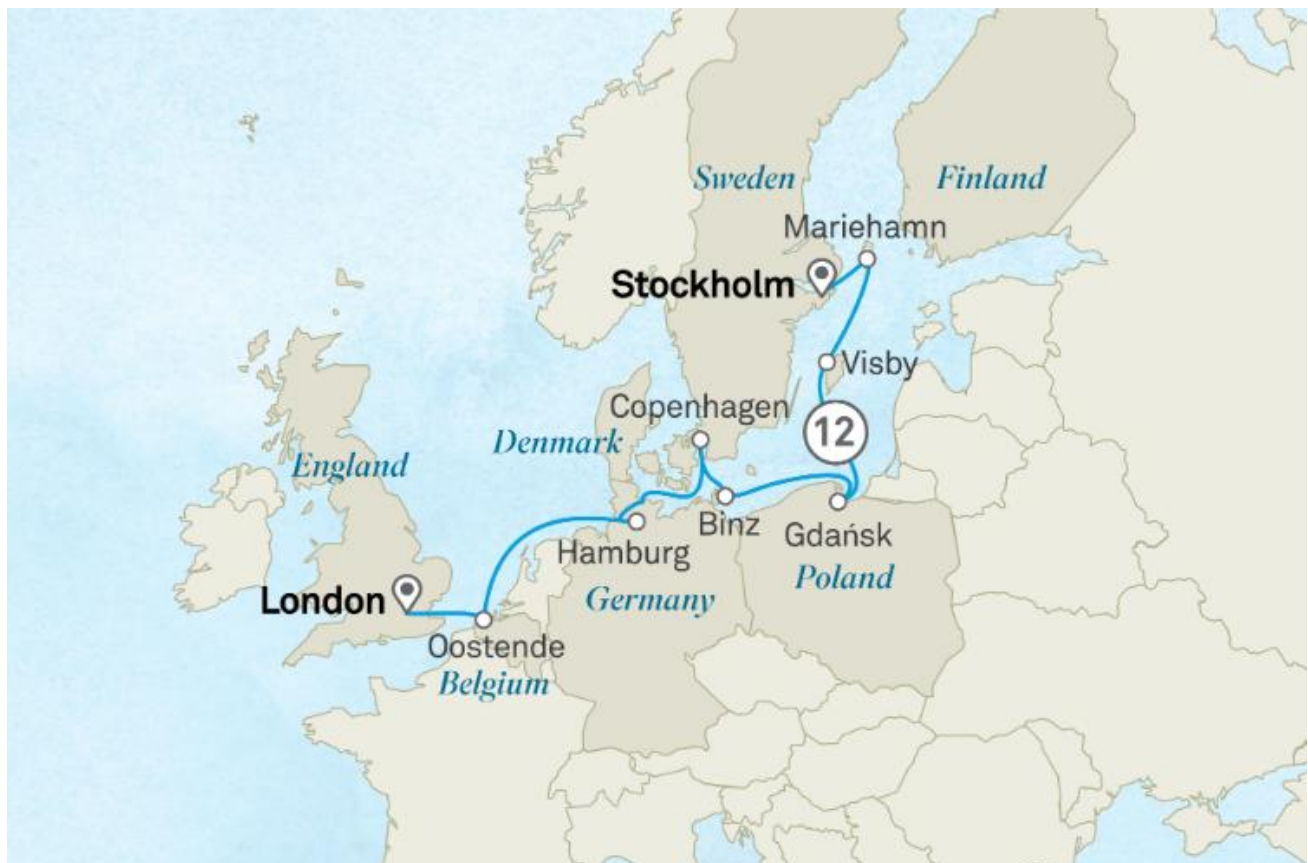 Sweden
Finland
Mariehamn
Stockholm
Visby
Copenhagen
12
Denmark
England
Binz
Gdańsk
Hamburg
Poland
Germany
London
Oostende
Belgium